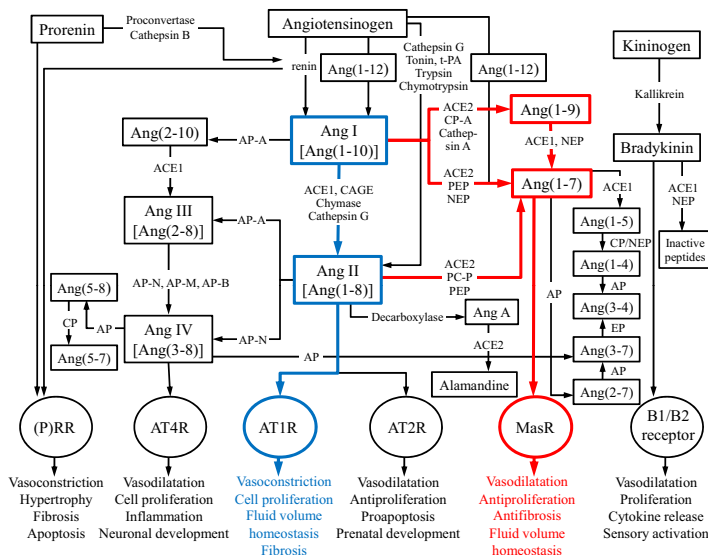 Prorenin
Proconvertase
Cathepsin B
Angiotensinogen
Kininogen
renin
Ang(1-12)
Cathepsin G
Tonin, t-PA
Trypsin
Chymotrypsin
Ang(1-12)
Kallikrein
Ang(2-10)
AP-A
Ang I
[Ang(1-10)]
ACE2
CP-A
Cathep-
sin A
Ang(1-9)
ACE1, NEP
Bradykinin
ACE1
ACE1, CAGE
Chymase
Cathepsin G
ACE2
PEP
NEP
Ang(1-7)
ACE1
ACE1
NEP
Ang III
[Ang(2-8)]
AP-A
Ang(1-5)
CP/NEP
Inactive
peptides
AP-N, AP-M, AP-B
Ang II
[Ang(1-8)]
ACE2
PC-P
PEP
Ang(1-4)
AP
AP
Ang(5-8)
CP
AP
Ang(5-7)
Ang IV
[Ang(3-8)]
AP-N
Decarboxylase
Ang A
Ang(3-4)
EP
ACE2
Ang(3-7)
AP
AP
Alamandine
Ang(2-7)
(P)RR
AT4R
AT1R
AT2R
MasR
B1/B2
receptor
Vasoconstriction
Hypertrophy
Fibrosis
Apoptosis
Vasodilatation
Cell proliferation
Inflammation
Neuronal development
Vasoconstriction
Cell proliferation
Fluid volume
homeostasis
Fibrosis
Vasodilatation
Antiproliferation
Proapoptosis
Prenatal development
Vasodilatation
Antiproliferation
Antifibrosis
Fluid volume
homeostasis
Vasodilatation
Proliferation
Cytokine release
Sensory activation